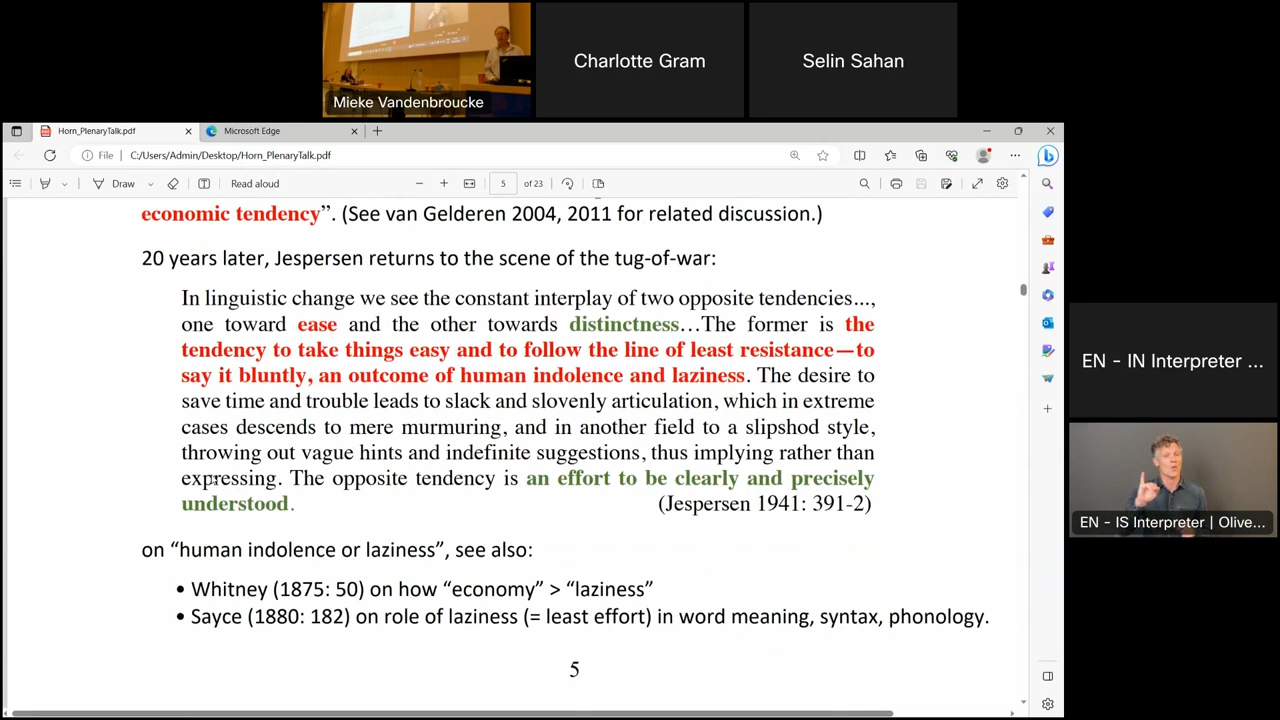 Mieke Vandenbroucke
Charlotte Gram
Selin Sahan
Horn_PlenaryTalk.pdf
Microsoft Edge
File
C:/Users/Admin/Desktop/Horn_PlenaryTalk.pdf
Draw
Read aloud
5
of 23
economic tendency”. (See van Gelderen 2004, 2011 for related discussion.)
20 years later, Jespersen returns to the scene of the tug-of-war:
In linguistic change we see the constant interplay of two opposite tendencies...,
one toward ease and the other towards distinctness…The former is the
tendency to take things easy and to follow the line of least resistance—to
say it bluntly, an outcome of human indolence and laziness. The desire to
save time and trouble leads to slack and slovenly articulation, which in extreme
cases descends to mere murmuring, and in another field to a slipshod style,
throwing out vague hints and indefinite suggestions, thus implying rather than
expressing. The opposite tendency is an effort to be clearly and precisely
understood. (Jespersen 1941: 391-2)
on “human indolence or laziness”, see also:
• Whitney (1875: 50) on how “economy” > “laziness”
• Sayce (1880: 182) on role of laziness (= least effort) in word meaning, syntax, phonology.
5
EN - IN Interpreter ...
EN - IS Interpreter | Olive...